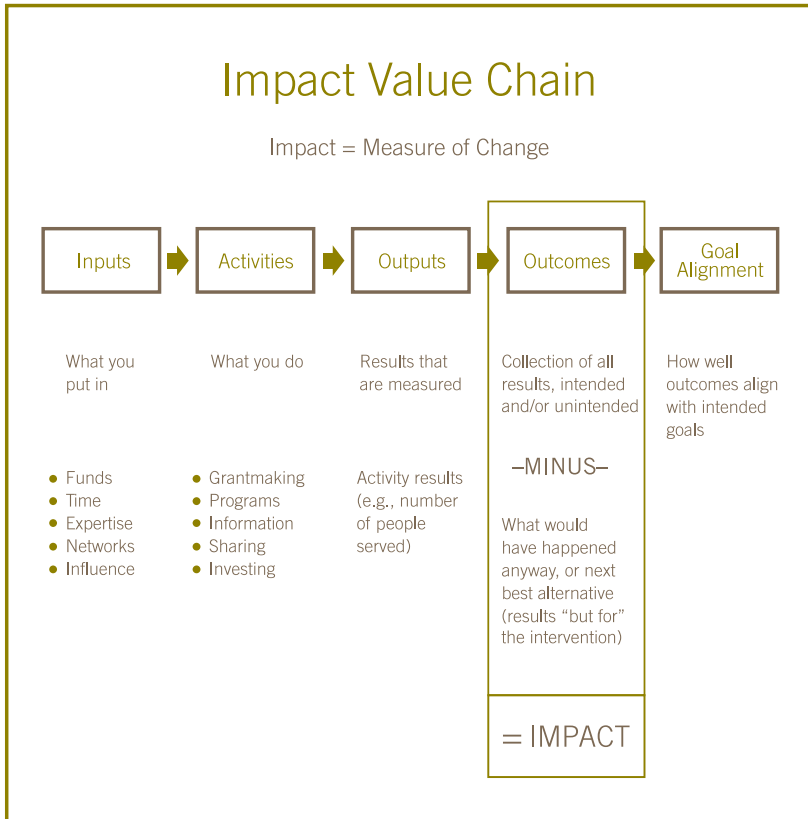 Impact Value Chain
Impact = Measure of Change
Inputs
Activities
Outputs
Outcomes
Goal
Alignment
What you
put in
What you do
Results that
are measured
Collection of all
results, intended
and/or unintended
How well
outcomes align
with intended
goals
–MINUS–
• Funds
• Time
• Expertise
• Networks
• Influence
• Grantmaking
• Programs
• Information
• Sharing
• Investing
Activity results
(e.g., number
of people
served)
What would
have happened
anyway, or next
best alternative
(results “but for”
the intervention)
= IMPACT